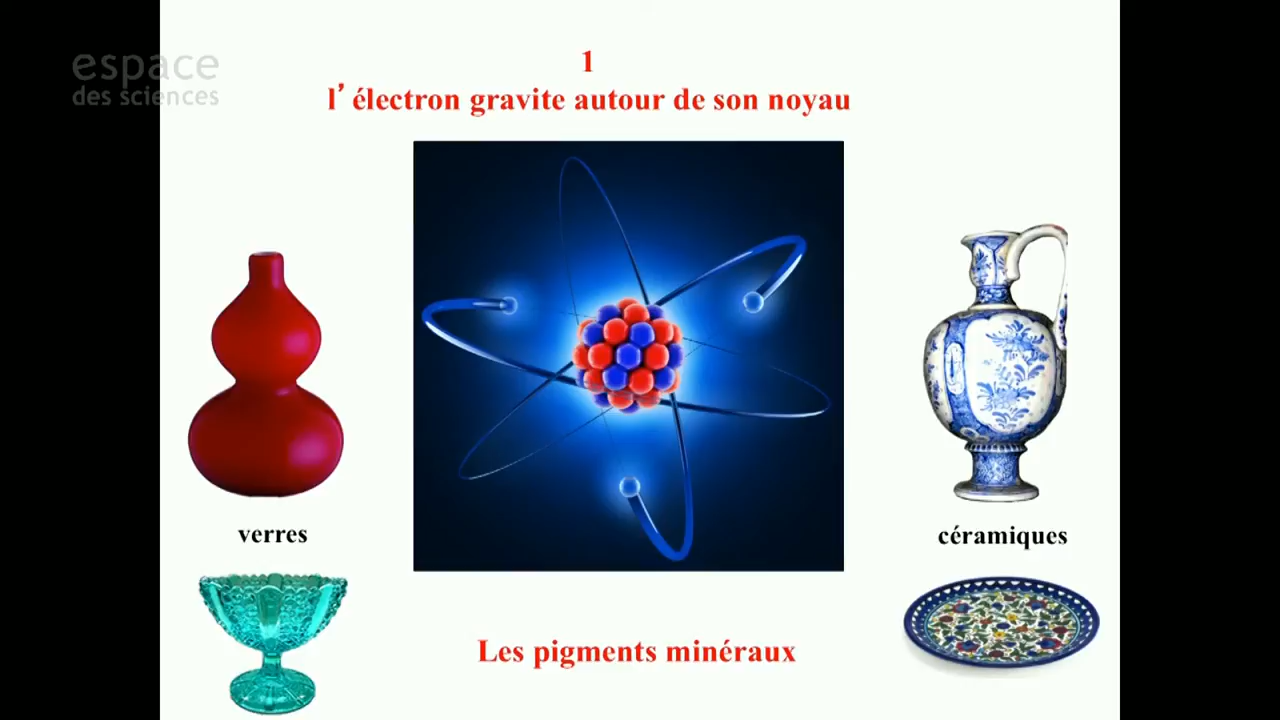 espace
des sciences
1
l’électron gravite autour de son noyau
verres
céramiques
Les pigments minéraux